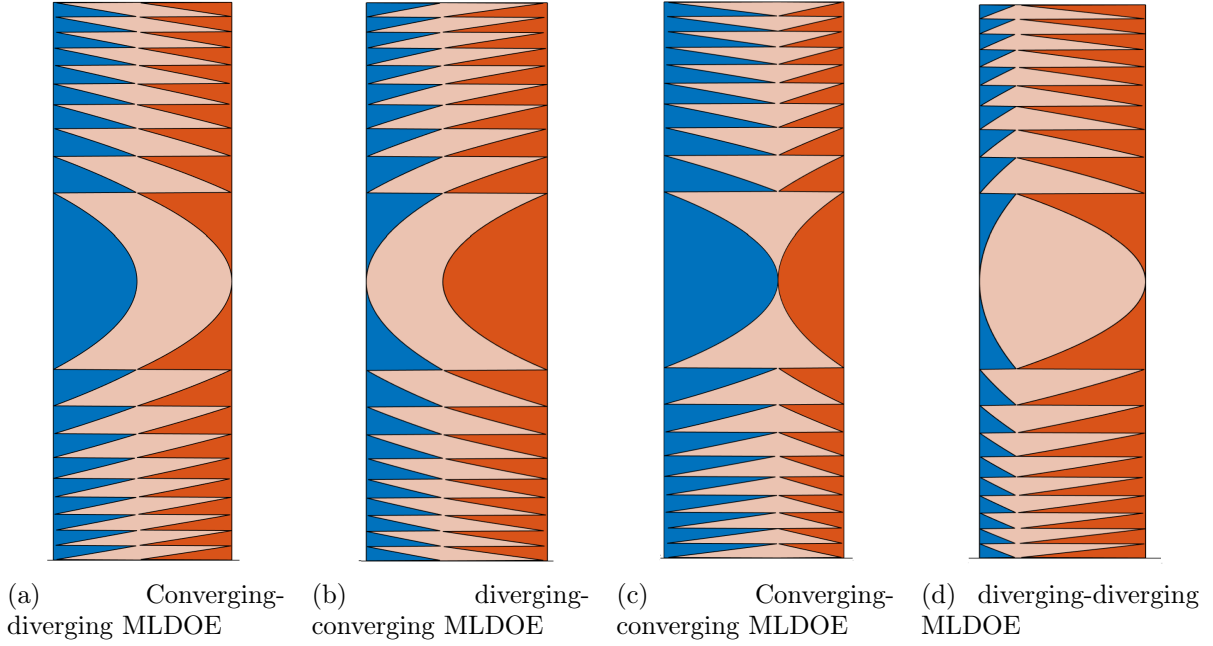 (a) Converging-
diverging MLDOE
(b) diverging-
converging MLDOE
(c) Converging-
converging MLDOE
(d) diverging-diverging
MLDOE